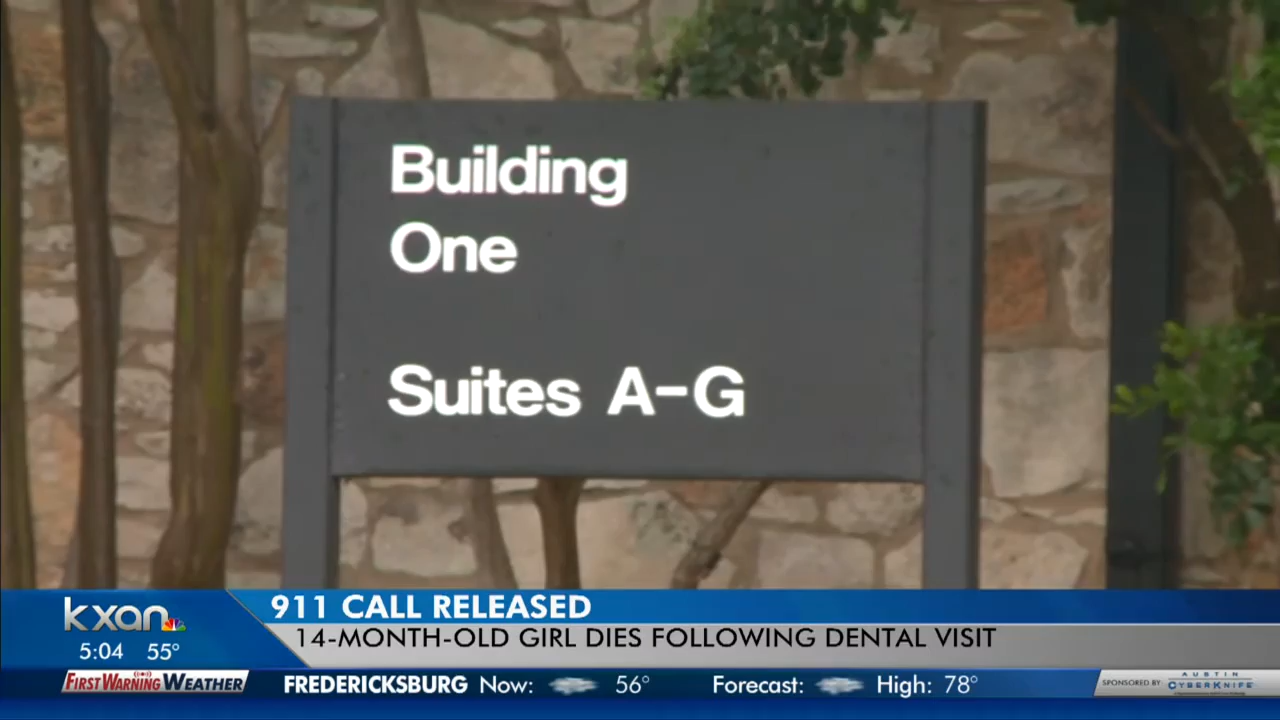 Building
One
Suites A-G
kxan
5:04 55°
911 CALL RELEASED
14-MONTH-OLD GIRL DIES FOLLOWING DENTAL VISIT
FIRST WARNING WEATHER
FREDERICKSBURG Now: 56° Forecast: High: 78°
SPONSORED BY
AUSTIN
CYBERKNIFE